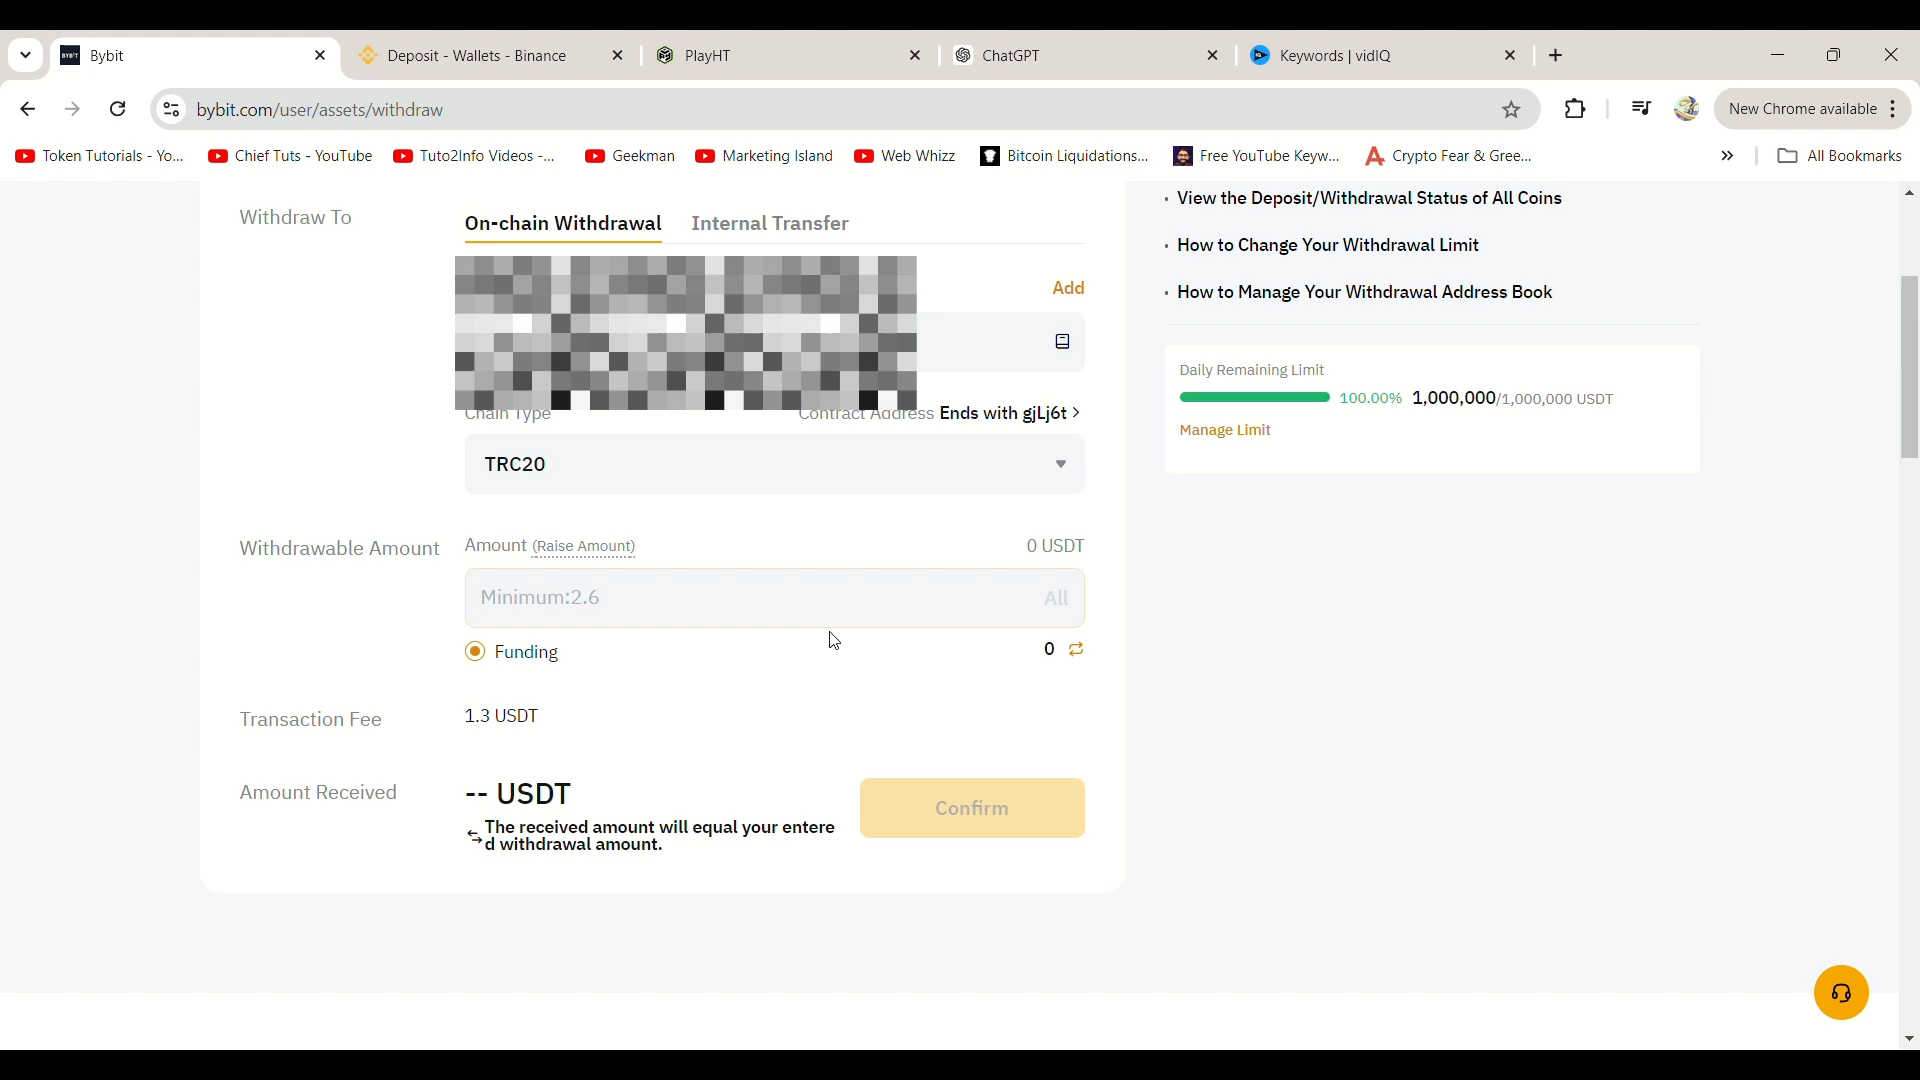 Bybit
Deposit - Wallets - Binance
PlayHT
ChatGPT
Keywords | vidIQ
bybit.com/user/assets/withdraw
New Chrome available
Token Tutorials - Yo...
Chief Tuts - YouTube
Tuto2Info Videos -...
Geekman
Marketing Island
Web Whizz
Bitcoin Liquidations...
Free YouTube Keyw...
Crypto Fear & Gree...
All Bookmarks
Withdraw To
On-chain Withdrawal
Internal Transfer
Add
Chain Type
Contract Address Ends with gjLj6t >
TRC20
Withdrawable Amount
Amount (Raise Amount)
0 USDT
Minimum:2.6
All
Funding
0
Transaction Fee
1.3 USDT
Amount Received
-- USDT
The received amount will equal your entere
d withdrawal amount.
Confirm
View the Deposit/Withdrawal Status of All Coins
How to Change Your Withdrawal Limit
How to Manage Your Withdrawal Address Book
Daily Remaining Limit
100.00% 1,000,000/1,000,000 USDT
Manage Limit